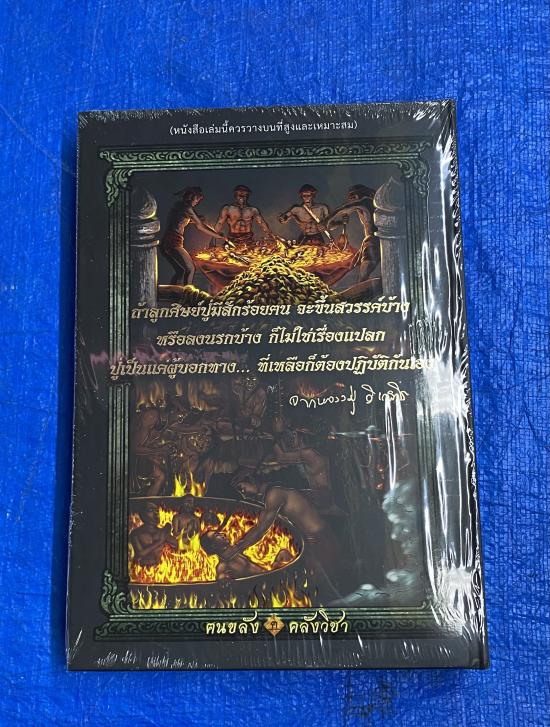 (หนังสือเล่มนี้ควรวางบนที่สูงและเหมาะสม)
ถ้าลูกศิษย์ปู่มีสักร้อยคน จะขึ้นสวรรค์บ้าง
หรือลงนรกบ้าง ก็ไม่ใช่เรื่องแปลก
ปู่เป็นแค่ผู้บอกทาง... ที่เหลือก็ต้องปฏิบัติกันเอง
ฅนขลัง
คลังวิชา